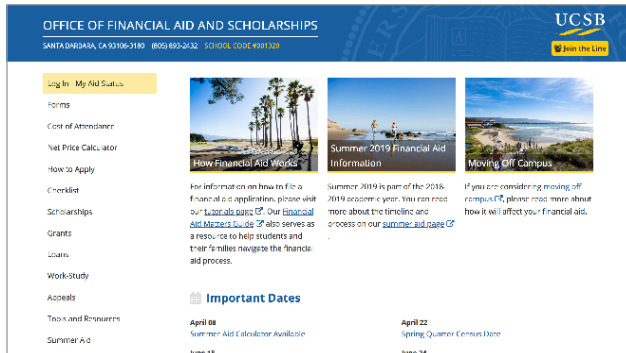 OFFICE OF FINANCIAL AID AND SCHOLARSHIPS
UCSB
SANTA BARBARA, CA 93106-3180 (805) 893-2432 SCHOOL CODE #001320
Join the Line
Log In - My Aid Status
Forms
Cost of Attendance
Net Price Calculator
How to Apply
Checklist
Scholarships
Grants
Loans
Work-Study
Appeals
Tools and Resources
Summer Aid
How Financial Aid Works
For information on how to file a
financial aid application, please visit
our tutorials page. Our Financial
Aid Matters Guide also serves as
a resource to help students and
their families navigate the financial
aid process.
Summer 2019 Financial Aid
Information
Summer 2019 is part of the 2018-
2019 academic year. You can read
more about the timeline and
process on our summer aid page
.
Moving Off Campus
If you are considering moving off
campus, please read more about
how it will affect your financial aid.
Important Dates
April 08
Summer Aid Calculator Available
April 22
Spring Quarter Census Date
June 15